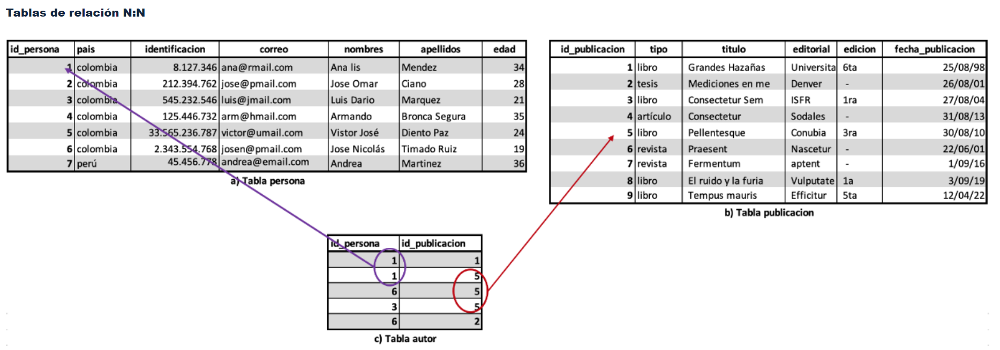 Tablas de relación N:N
id_persona pais identificacion correo nombres apellidos edad
1 colombia 8.127.346 ana@rmail.com Ana lis Mendez 34
2 colombia 212.394.762 jose@pmail.com Jose Omar Ciano 28
3 colombia 545.232.546 luis@jmail.com Luis Dario Marquez 21
4 colombia 125.446.732 arm@hmail.com Armando Bronca Segura 35
5 colombia 33.565.236.787 victor@umail.com Vistor José Diento Paz 24
6 colombia 2.343.554.768 josen@pmail.com Jose Nicolás Timado Ruiz 19
7 perú 45.456.778 andrea@email.com Andrea Martinez 36
a) Tabla persona
id_publicacion tipo titulo editorial edicion fecha_publicacion
1 libro Grandes Hazañas Universita 6ta 25/08/98
2 tesis Mediciones en me Denver - 26/08/01
3 libro Consectetur Sem ISFR 1ra 27/08/04
4 artículo Consectetur Sodales - 31/08/13
5 libro Pellentesque Conubia 3ra 30/08/10
6 revista Praesent Nascetur - 22/06/01
7 revista Fermentum aptent - 1/09/16
8 libro El ruido y la furia Vulputate 1a 3/09/19
9 libro Tempus mauris Efficitur 5ta 12/04/22
b) Tabla publicacion
id_persona id_publicacion
1 1
1 5
6 5
3 5
6 2
c) Tabla autor